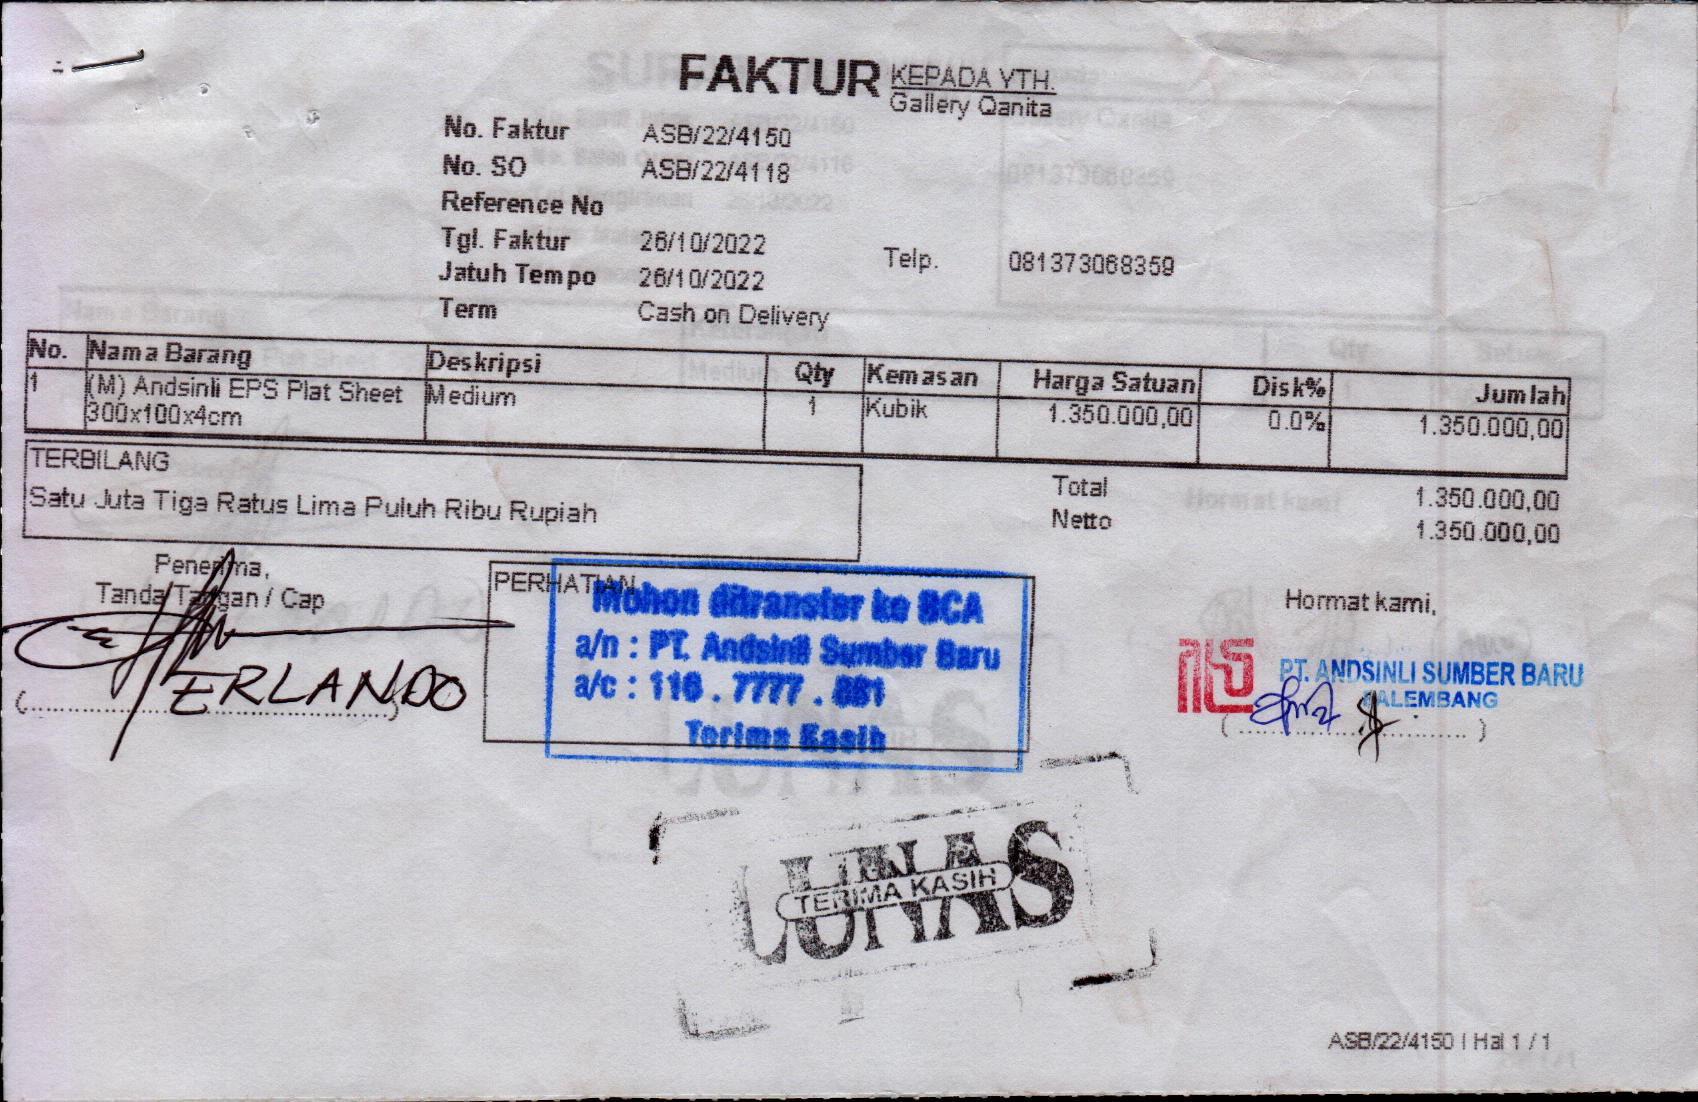 FAKTUR
KEPADA YTH.
Gallery Qanita
No. Faktur ASB/22/4150
No. SO ASB/22/4118
Reference No
Tgl. Faktur 26/10/2022
Jatuh Tempo 26/10/2022
Term Cash on Delivery
Telp. 081373068359
No. Nama Barang Deskripsi Qty Kemasan Harga Satuan Disk% Jumlah
1 (M) Andsinli EPS Plat Sheet Medium 1 Kubik 1.350.000,00 0.0% 1.350.000,00
300x100x4cm
TERBILANG
Satu Juta Tiga Ratus Lima Puluh Ribu Rupiah
Total 1.350.000,00
Netto 1.350.000,00
Penerima,
Tanda Tangan / Cap
ERLANDO
PERHATIAN
Mohon ditransfer ke BCA
a/n : PT. Andsinli Sumber Baru
a/c : 116 . 7777 . 881
Terima Kasih
Hormat kami,
PT. ANDSINLI SUMBER BARU
PALEMBANG
LUNAS
TERIMA KASIH
ASB/22/4150 | Hal 1 / 1